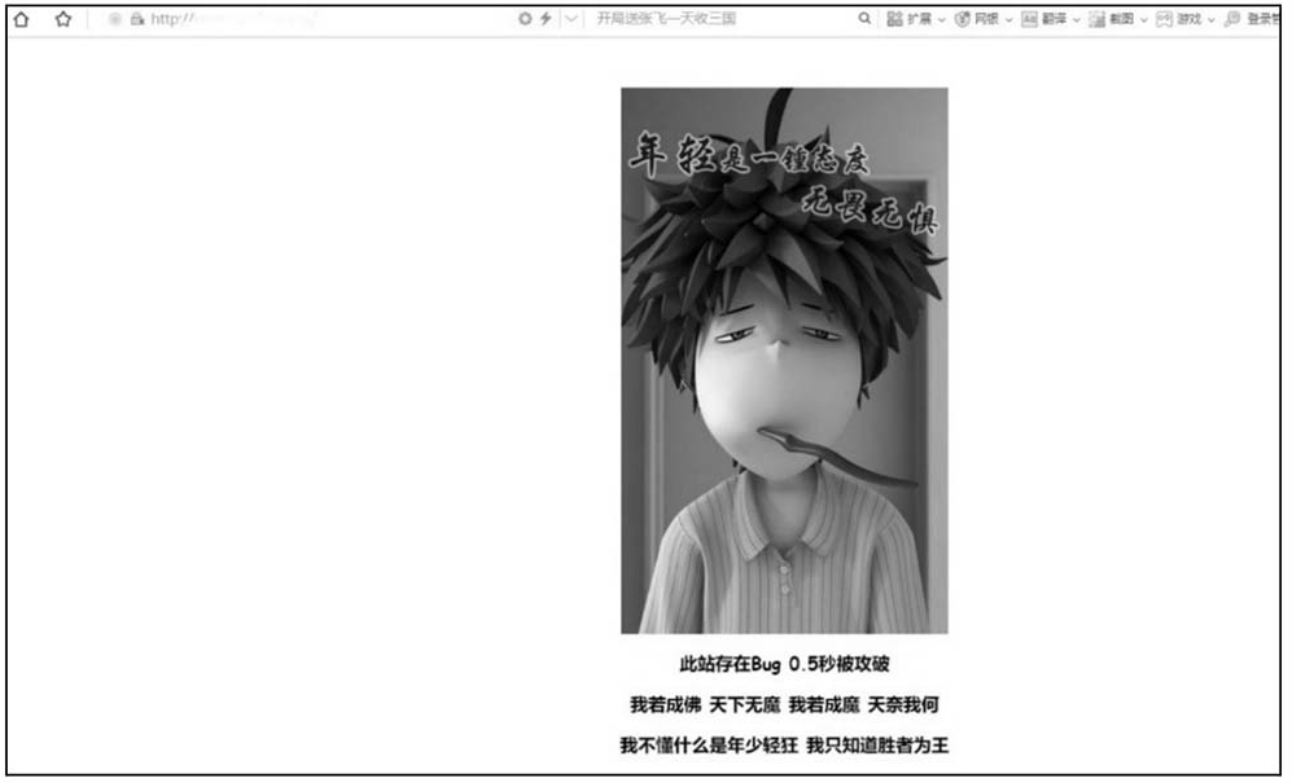 http://
开局送张飞一天收三国
扩展 网银 翻译 截图 游戏 登录
年轻是一鍾态度
无畏无惧
此站存在Bug 0.5秒被攻破
我若成佛 天下无魔 我若成魔 天奈我何
我不懂什么是年少轻狂 我只知道胜者为王